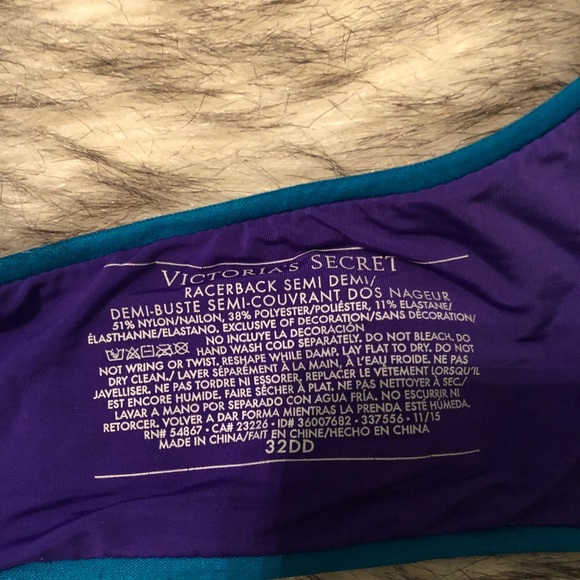 VICTORIA'S SECRET
RACERBACK SEMI DEMI/
DEMI-BUSTE SEMI-COUVRANT DOS NAGEUR
51% NYLON/NAILON, 38% POLYESTER/POLIÉSTER, 11% ELASTANE/
ÉLASTHANNE/ELASTANO. EXCLUSIVE OF DECORATION/SANS DÉCORATION/
NO INCLUYE LA DECORACIÓN
HAND WASH COLD SEPARATELY. DO NOT BLEACH. DO
NOT WRING OR TWIST, RESHAPE WHILE DAMP. LAY FLAT TO DRY. DO NOT
DRY CLEAN./ LAVER SÉPARÉMENT À LA MAIN, À L'EAU FROIDE. NE PAS
JAVELLISER. NE PAS TORDRE NI ESSORER. REPLACER LE VÊTEMENT LORSQU'IL
EST ENCORE HUMIDE. FAIRE SÉCHER À PLAT. NE PAS NETTOYER À SEC./
LAVAR A MANO POR SEPARADO CON AGUA FRÍA. NO ESCURRIR NI
RETORCER. VOLVER A DAR FORMA MIENTRAS LA PRENDA ESTÉ HÚMEDA.
RN# 54867 • CA# 23226 • ID# 36007682 • 337556 • 11/15
MADE IN CHINA/FAIT EN CHINE/HECHO EN CHINA
32DD